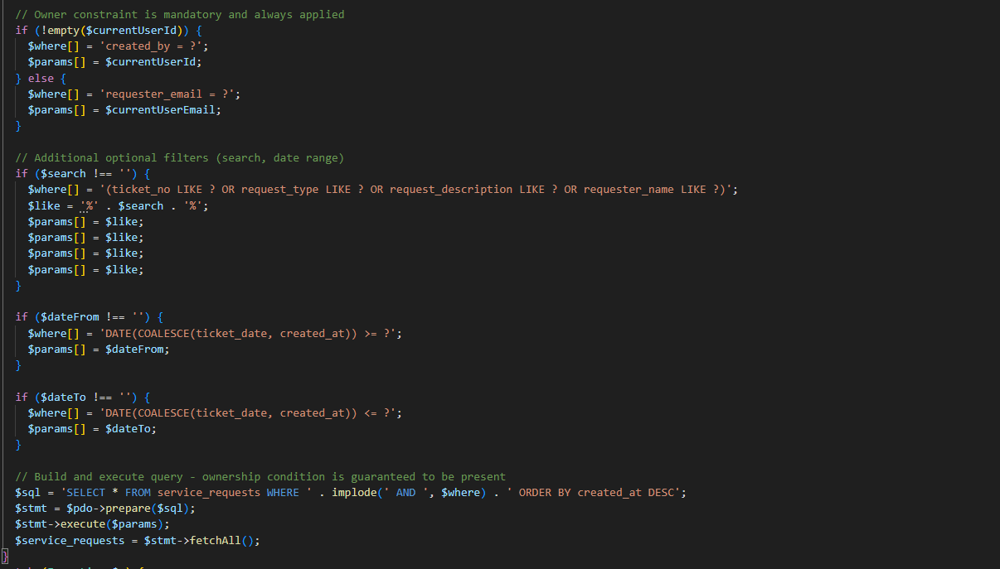 // Owner constraint is mandatory and always applied
if (!empty($currentUserId)) {
$where[] = 'created_by = ?';
$params[] = $currentUserId;
} else {
$where[] = 'requester_email = ?';
$params[] = $currentUserEmail;
}
// Additional optional filters (search, date range)
if ($search !== '') {
$where[] = '(ticket_no LIKE ? OR request_type LIKE ? OR request_description LIKE ? OR requester_name LIKE ?)';
$like = '%' . $search . '%';
$params[] = $like;
$params[] = $like;
$params[] = $like;
$params[] = $like;
}
if ($dateFrom !== '') {
$where[] = 'DATE(COALESCE(ticket_date, created_at)) >= ?';
$params[] = $dateFrom;
}
if ($dateTo !== '') {
$where[] = 'DATE(COALESCE(ticket_date, created_at)) <= ?';
$params[] = $dateTo;
}
// Build and execute query - ownership condition is guaranteed to be present
$sql = 'SELECT * FROM service_requests WHERE ' . implode(' AND ', $where) . ' ORDER BY created_at DESC';
$stmt = $pdo->prepare($sql);
$stmt->execute($params);
$service_requests = $stmt->fetchAll();
}